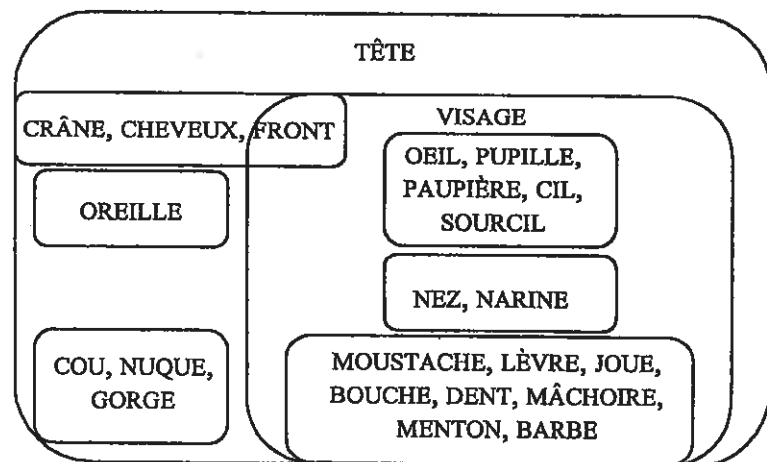 TÊTE
CRÂNE, CHEVEUX, FRONT
VISAGE
OEIL, PUPILLE,
PAUPIÈRE, CIL,
SOURCIL
OREILLE
NEZ, NARINE
COU, NUQUE,
GORGE
MOUSTACHE, LÈVRE, JOUE,
BOUCHE, DENT, MÂCHOIRE,
MENTON, BARBE